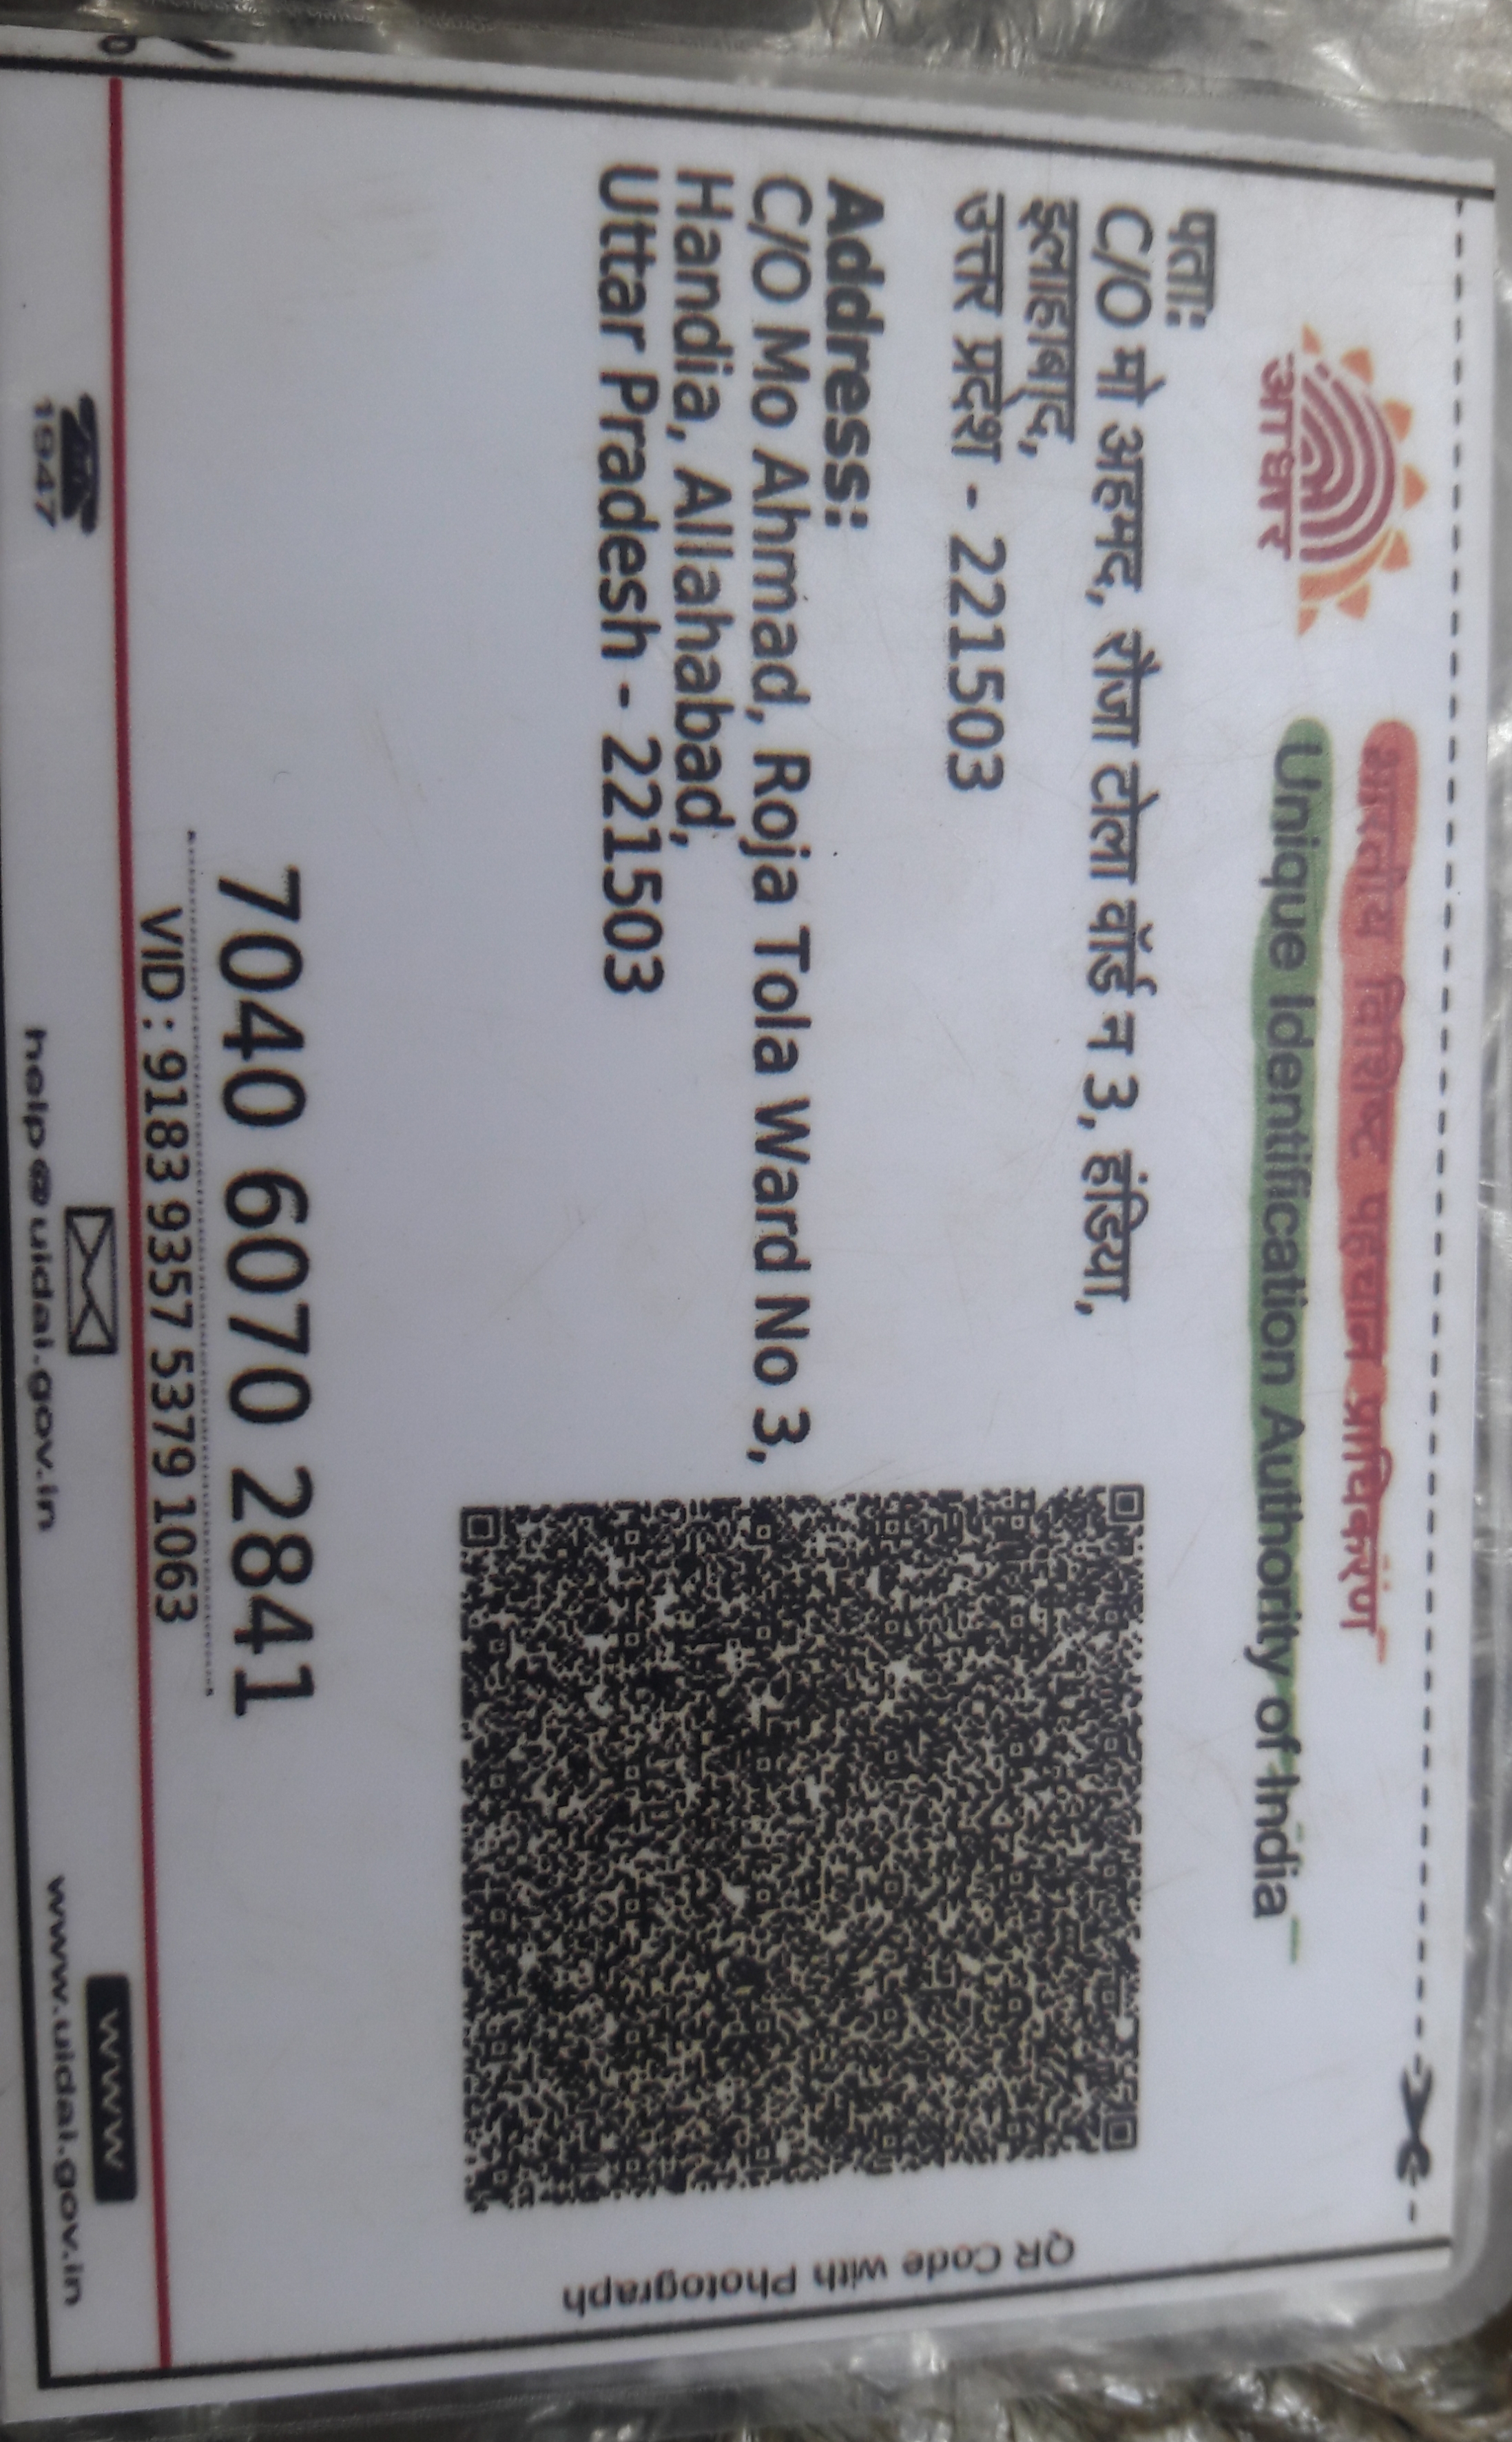 भारतीय विशिष्ट पहचान प्राधिकरण
Unique Identification Authority of India
आधार
पता:
C/O मो अहमद, रौजा टोला वॉर्ड न 3, हंडिया,
इलाहाबाद,
उत्तर प्रदेश - 221503
Address:
C/O Mo Ahmad, Roja Tola Ward No 3,
Handia, Allahabad,
Uttar Pradesh - 221503
QR Code with Photograph
7040 6070 2841
VID : 9183 9357 5379 1063
1947
help@uidai.gov.in
www
www.uidai.gov.in